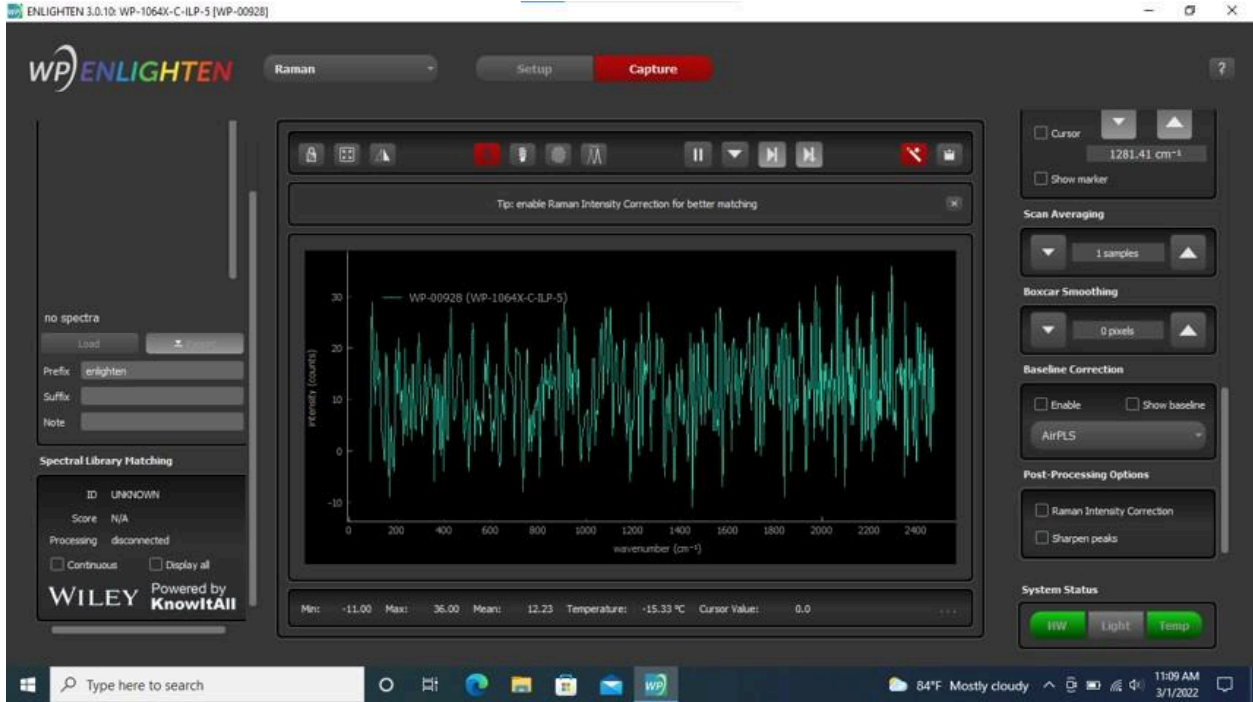 ENLIGHTEN 3.0.10: WP-1064X-C-ILP-5 [WP-00928]
WP ENLIGHTEN
Raman
Setup
Capture
?
Cursor
1281.41 cm⁻¹
Show marker
Tip: enable Raman Intensity Correction for better matching
Scan Averaging
1 samples
Boxcar Smoothing
0 pixels
Baseline Correction
Enable
Show baseline
AirPLS
Post-Processing Options
Raman Intensity Correction
Sharpen peaks
System Status
HW
Light
Temp
no spectra
Load
Export
Prefix
enlighten
Suffix
Note
Spectral Library Matching
ID UNKNOWN
Score N/A
Processing disconnected
Continuous
Display all
WILEY
Powered by
KnowItAll
WP-00928 (WP-1064X-C-ILP-5)
intensity (counts)
30
20
10
0
-10
0 200 400 600 800 1000 1200 1400 1600 1800 2000 2200 2400
wavenumber (cm⁻¹)
Min: -11.00 Max: 36.00 Mean: 12.23 Temperature: -15.33 °C Cursor Value: 0.0 ...
Type here to search
WP
84°F Mostly cloudy
11:09 AM
3/1/2022